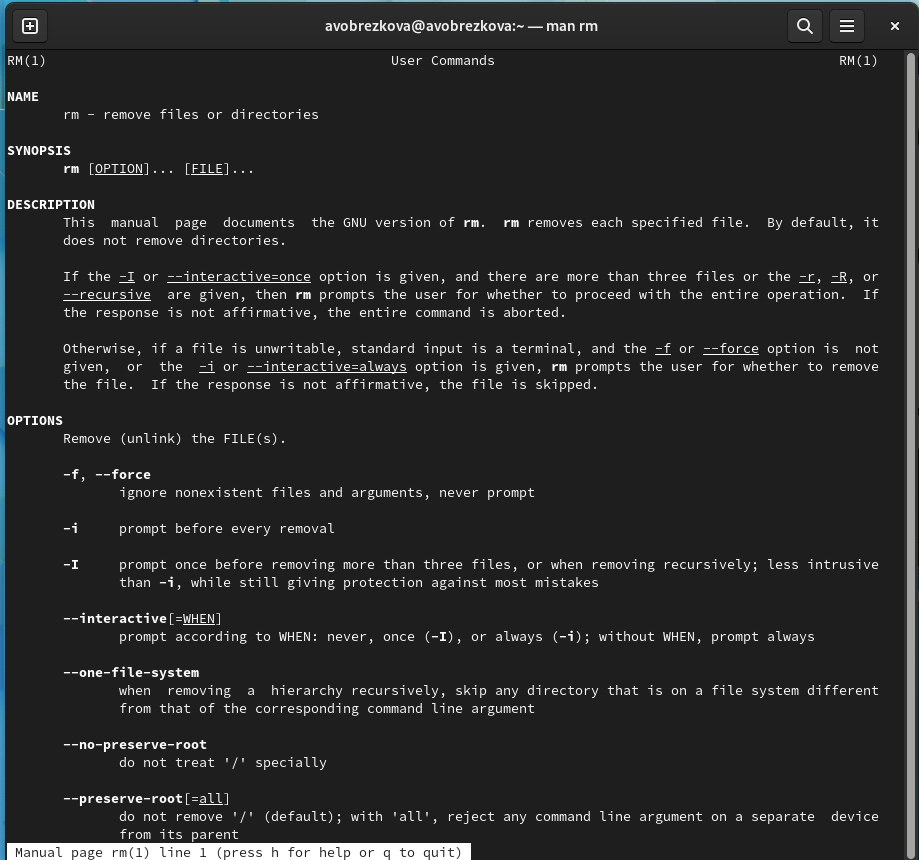 avobrezkova@avobrezkova:~ — man rm
RM(1) User Commands RM(1)
NAME
rm - remove files or directories
SYNOPSIS
rm [OPTION]... [FILE]...
DESCRIPTION
This manual page documents the GNU version of rm. rm removes each specified file. By default, it
does not remove directories.
If the -I or --interactive=once option is given, and there are more than three files or the -r, -R, or
--recursive are given, then rm prompts the user for whether to proceed with the entire operation. If
the response is not affirmative, the entire command is aborted.
Otherwise, if a file is unwritable, standard input is a terminal, and the -f or --force option is not
given, or the -i or --interactive=always option is given, rm prompts the user for whether to remove
the file. If the response is not affirmative, the file is skipped.
OPTIONS
Remove (unlink) the FILE(s).
-f, --force
ignore nonexistent files and arguments, never prompt
-i prompt before every removal
-I prompt once before removing more than three files, or when removing recursively; less intrusive
than -i, while still giving protection against most mistakes
--interactive[=WHEN]
prompt according to WHEN: never, once (-I), or always (-i); without WHEN, prompt always
--one-file-system
when removing a hierarchy recursively, skip any directory that is on a file system different
from that of the corresponding command line argument
--no-preserve-root
do not treat '/' specially
--preserve-root[=all]
do not remove '/' (default); with 'all', reject any command line argument on a separate device
from its parent
Manual page rm(1) line 1 (press h for help or q to quit)